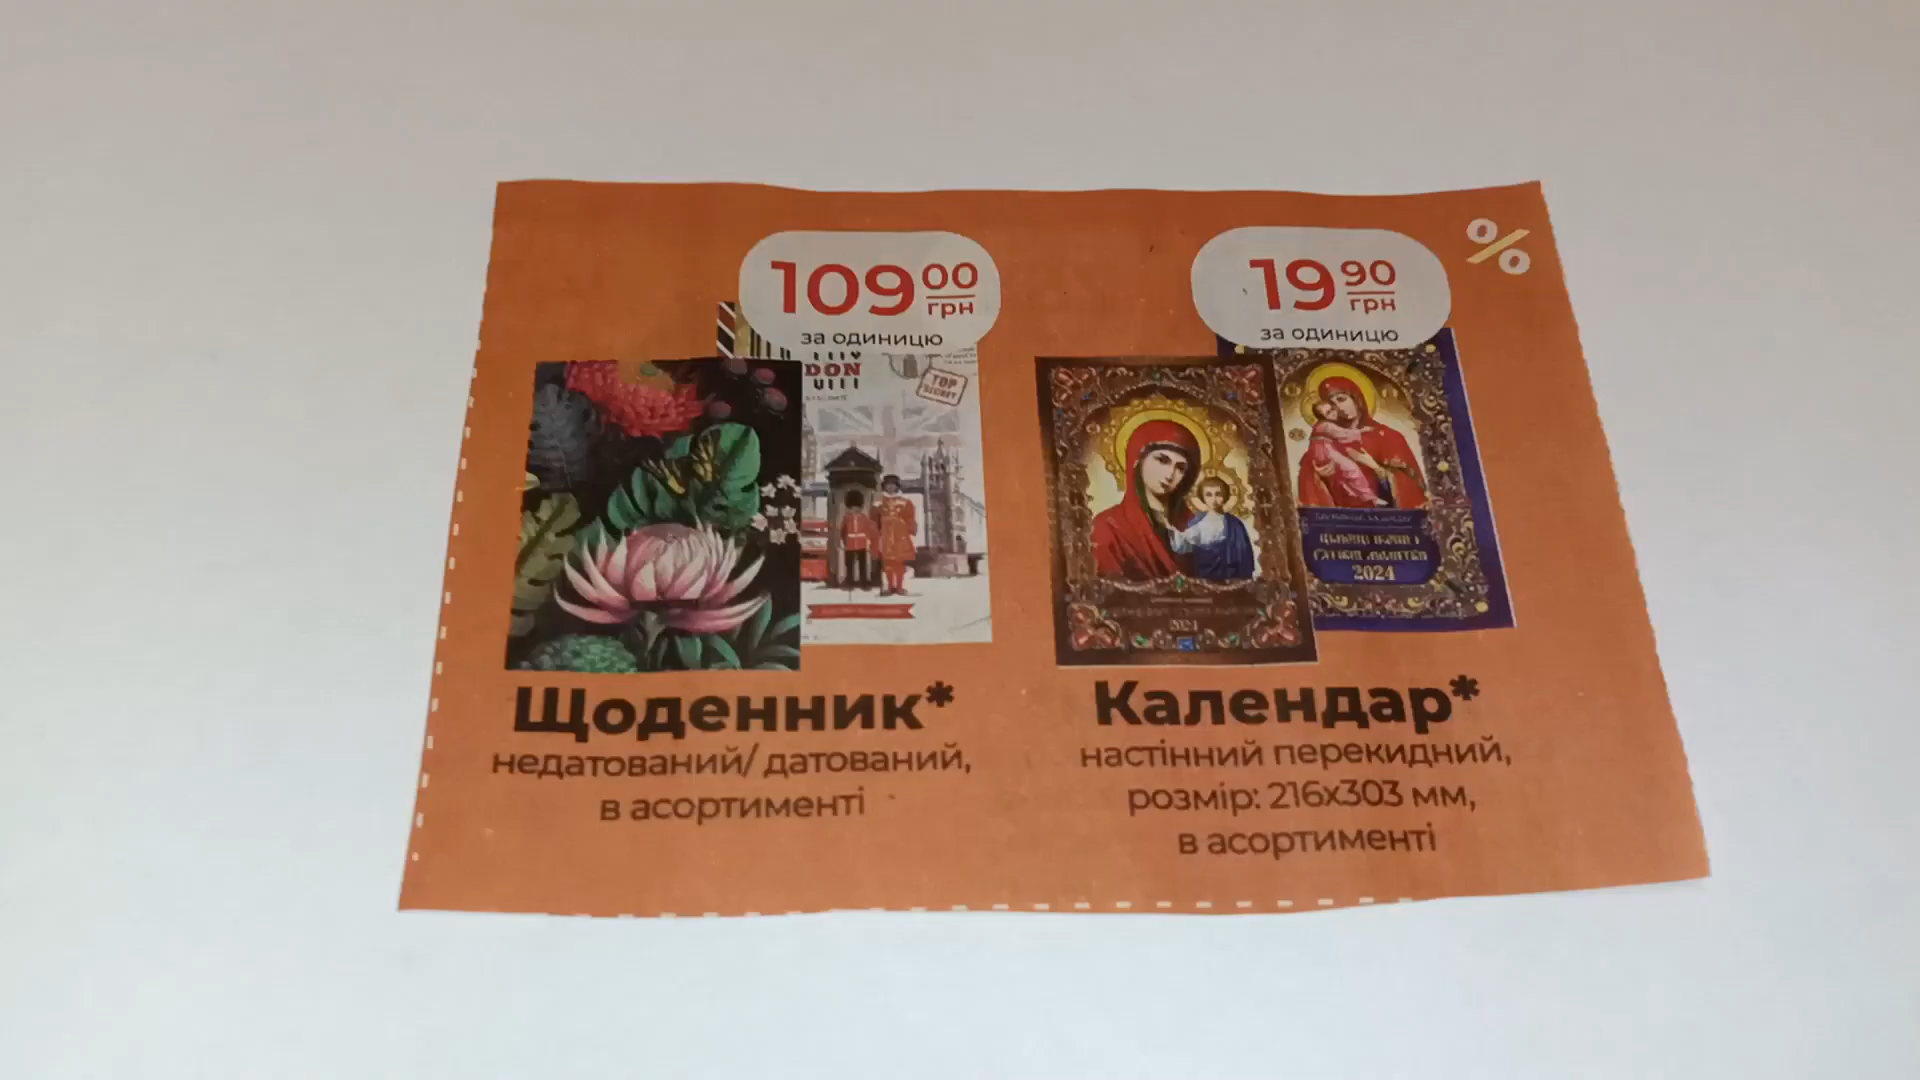 109 00
грн
за одиницю
DON
TOP
SECRET
Щоденник*
недатований/ датований,
в асортименті
%
19 90
грн
за одиницю
2024
2024
Календар*
настінний перекидний,
розмір: 216х303 мм,
в асортименті